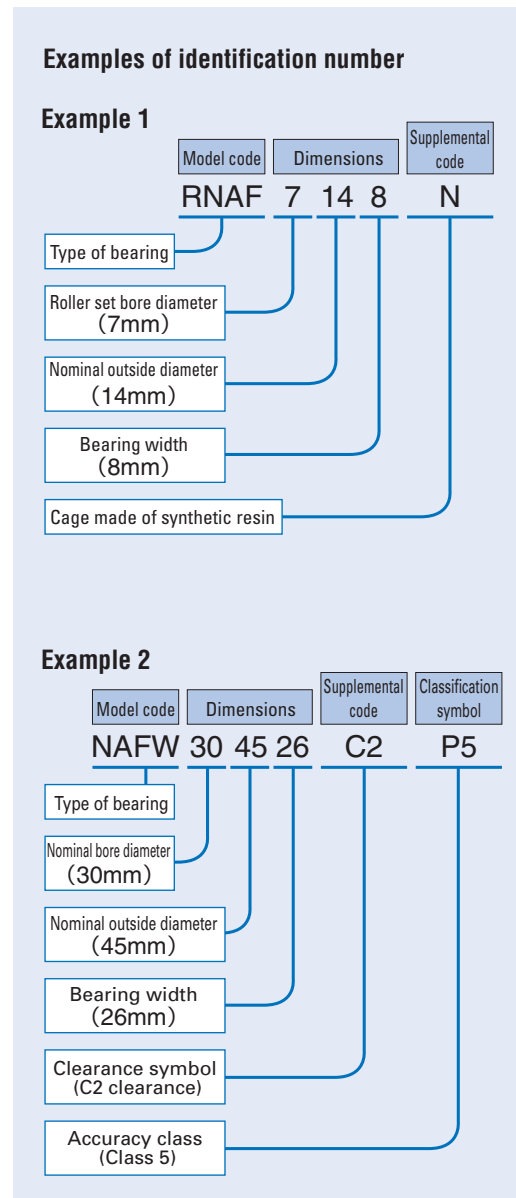 Examples of identification number
Example 1
Model code Dimensions Supplemental code
RNAF 7 14 8 N
Type of bearing
Roller set bore diameter
(7mm)
Nominal outside diameter
(14mm)
Bearing width
(8mm)
Cage made of synthetic resin
Example 2
Model code Dimensions Supplemental code Classification symbol
NAFW 30 45 26 C2 P5
Type of bearing
Nominal bore diameter
(30mm)
Nominal outside diameter
(45mm)
Bearing width
(26mm)
Clearance symbol
(C2 clearance)
Accuracy class
(Class 5)